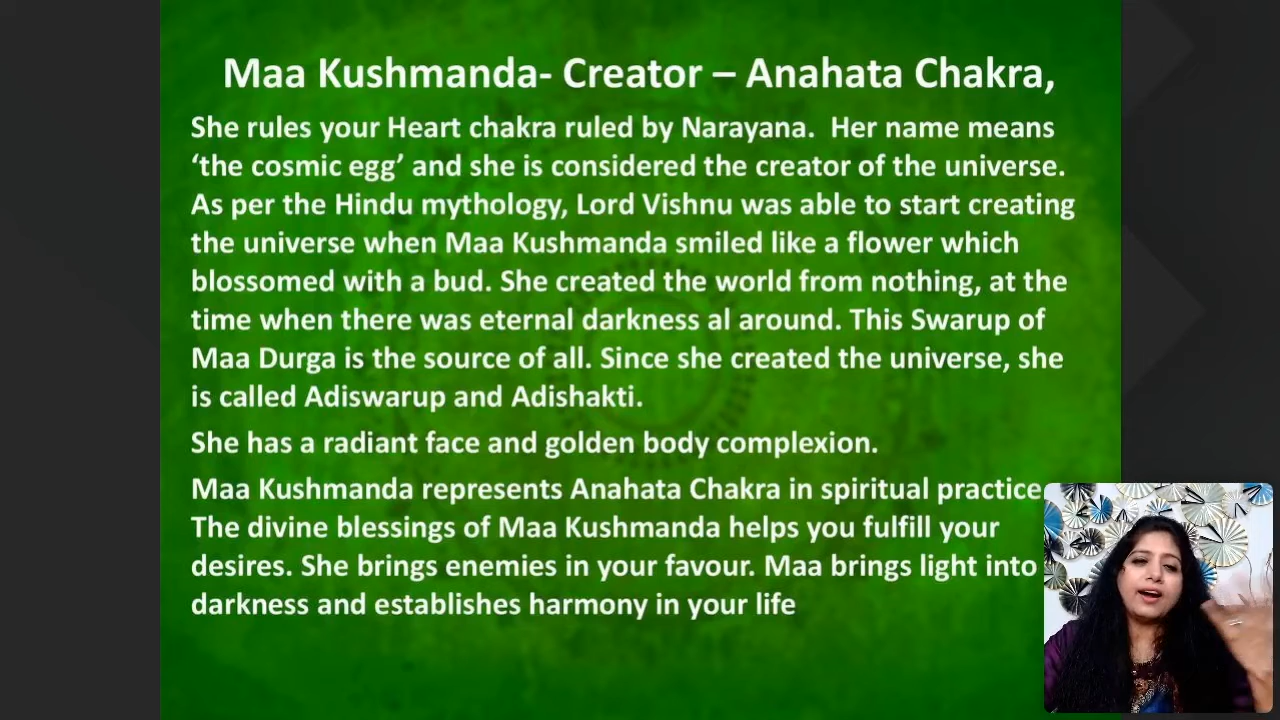 Maa Kushmanda- Creator – Anahata Chakra,
She rules your Heart chakra ruled by Narayana.  Her name means
‘the cosmic egg’ and she is considered the creator of the universe.
As per the Hindu mythology, Lord Vishnu was able to start creating
the universe when Maa Kushmanda smiled like a flower which
blossomed with a bud. She created the world from nothing, at the
time when there was eternal darkness al around. This Swarup of
Maa Durga is the source of all. Since she created the universe, she
is called Adiswarup and Adishakti.
She has a radiant face and golden body complexion.
Maa Kushmanda represents Anahata Chakra in spiritual practice
The divine blessings of Maa Kushmanda helps you fulfill your
desires. She brings enemies in your favour. Maa brings light into
darkness and establishes harmony in your life